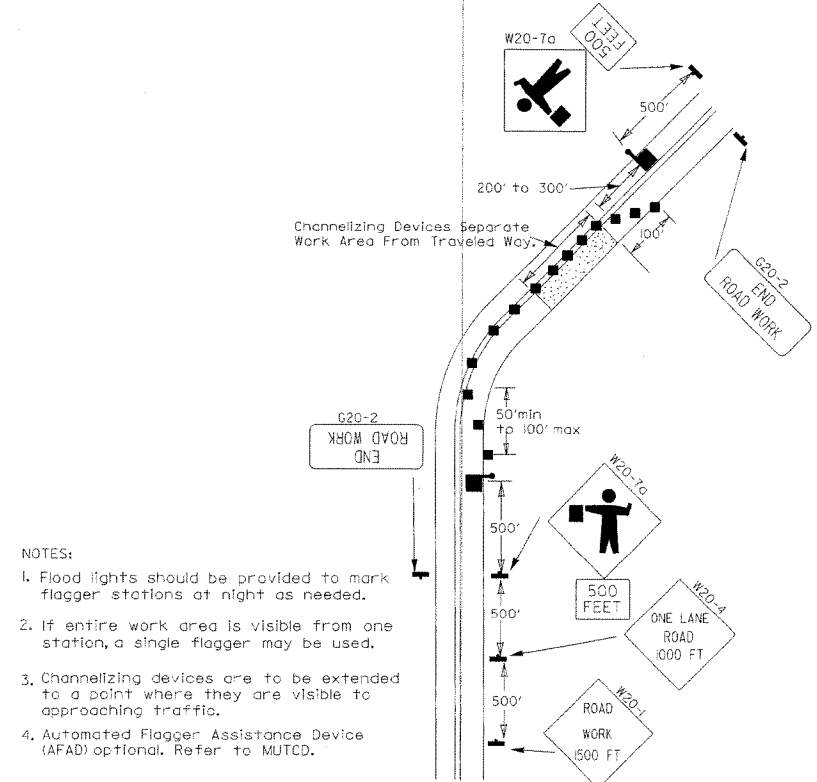 W20-7a
500
FEET
500'
200' to 300'
Channelizing Devices Separate
Work Area From Traveled Way.
100'
G20-2
END
ROAD WORK
50'min
to 100' max
G20-2
END
ROAD WORK
W20-7a
500'
500
FEET
500'
W20-4
ONE LANE
ROAD
1000 FT
500'
W20-1
ROAD
WORK
1500 FT
NOTES:
1. Flood lights should be provided to mark
flagger stations at night as needed.
2. If entire work area is visible from one
station, a single flagger may be used.
3. Channelizing devices are to be extended
to a point where they are visible to
approaching traffic.
4. Automated Flagger Assistance Device
(AFAD) optional. Refer to MUTCD.